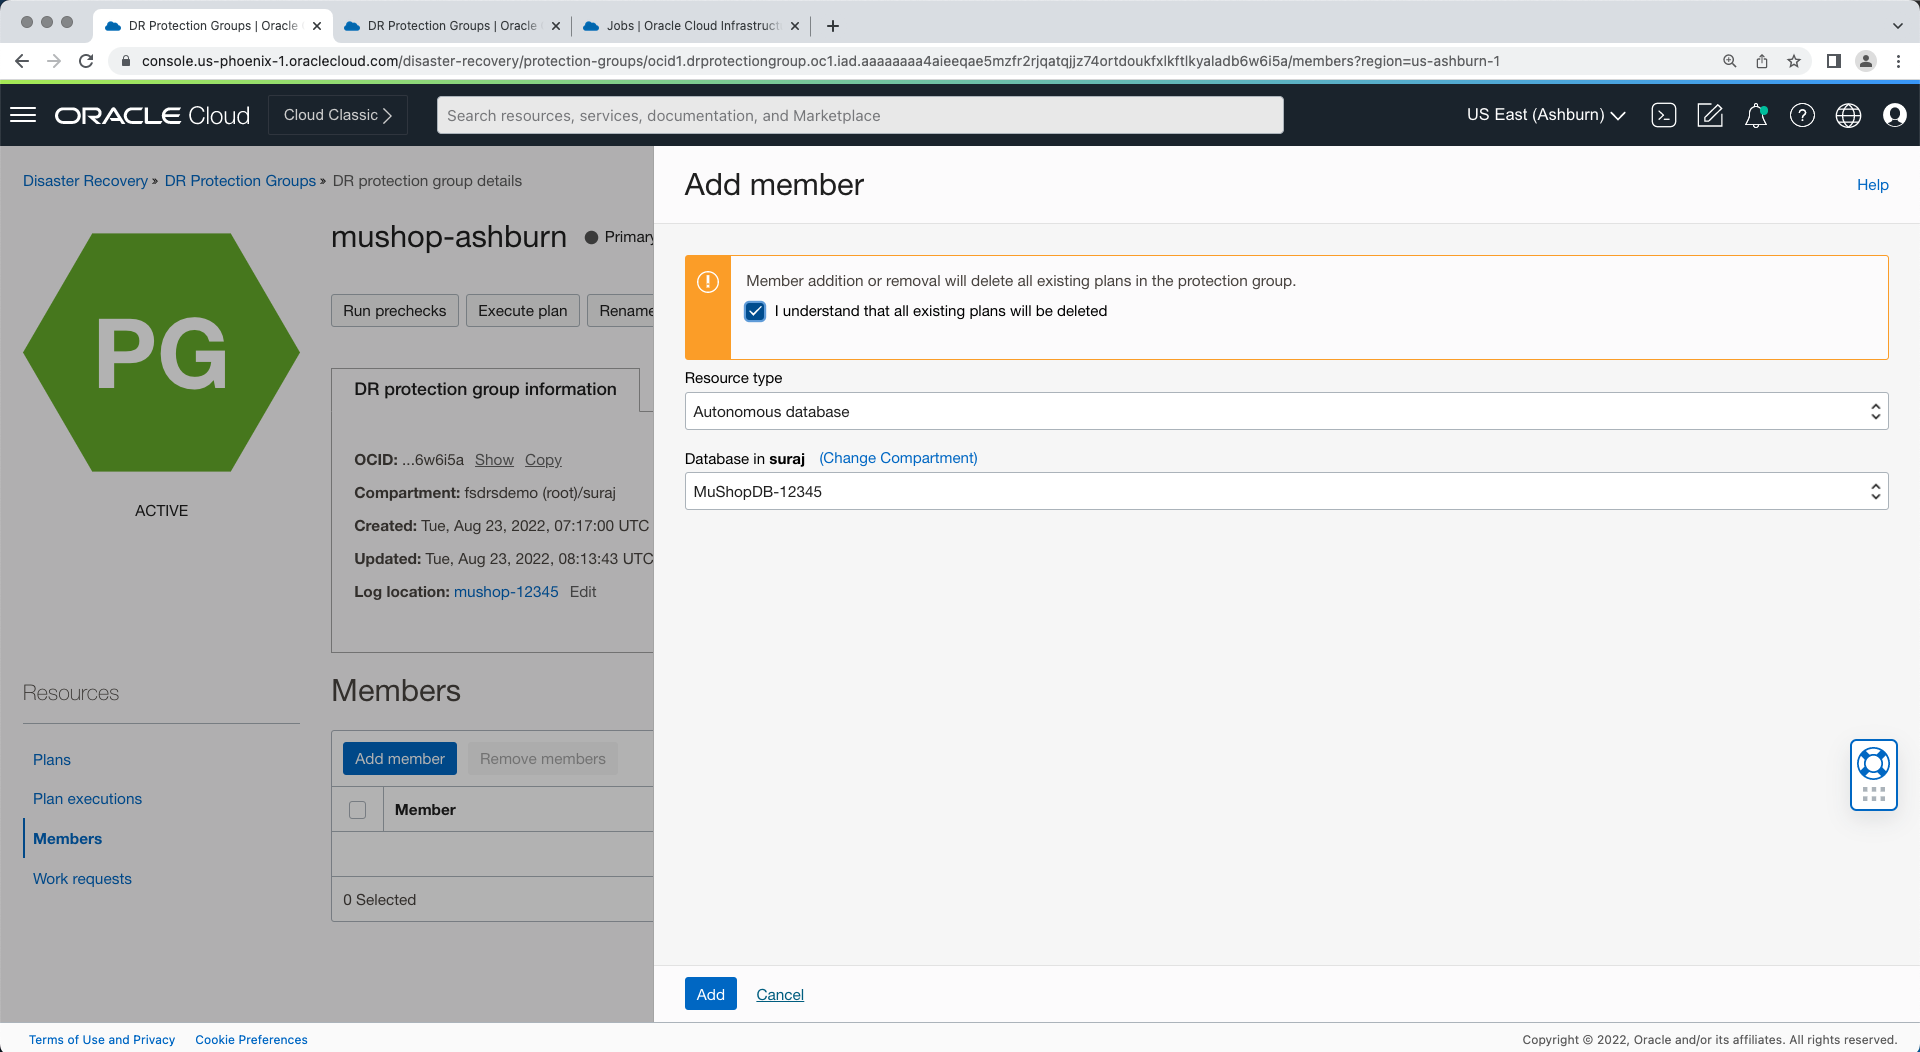 DR Protection Groups | Oracle
DR Protection Groups | Oracle
Jobs | Oracle Cloud Infrastruct
console.us-phoenix-1.oraclecloud.com/disaster-recovery/protection-groups/ocid1.drprotectiongroup.oc1.iad.aaaaaaaa4aieeqae5mzfr2rjqatqjjz74ortdoukfxlkftlkyaladb6w6i5a/members?region=us-ashburn-1
ORACLE Cloud
Cloud Classic
Search resources, services, documentation, and Marketplace
US East (Ashburn)
Disaster Recovery » DR Protection Groups » DR protection group details
PG
ACTIVE
mushop-ashburn
Primary
Run prechecks
Execute plan
Rename
DR protection group information
OCID: ...6w6i5a Show Copy
Compartment: fsdrsdemo (root)/suraj
Created: Tue, Aug 23, 2022, 07:17:00 UTC
Updated: Tue, Aug 23, 2022, 08:13:43 UTC
Log location: mushop-12345 Edit
Resources
Plans
Plan executions
Members
Work requests
Members
Add member
Remove members
Member
0 Selected
Add member
Help
Member addition or removal will delete all existing plans in the protection group.
I understand that all existing plans will be deleted
Resource type
Autonomous database
Database in suraj (Change Compartment)
MuShopDB-12345
Add
Cancel
Terms of Use and Privacy
Cookie Preferences
Copyright © 2022, Oracle and/or its affiliates. All rights reserved.